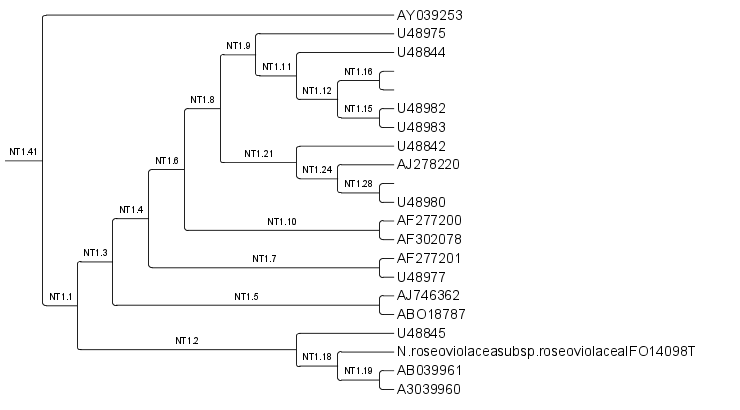 AY039253
U48975
NT1.9
U48844
NT1.11
NT1.16
NT1.12
NT1.8
NT1.15
U48982
U48983
U48842
NT1.41
NT1.21
NT1.6
AJ278220
NT1.24
NT1.28
U48980
NT1.4
AF277200
NT1.10
AF302078
NT1.3
AF277201
NT1.7
U48977
NT1.1
NT1.5
AJ746362
ABO18787
U48845
NT1.2
N.roseoviolaceasubsp.roseoviolaceaIFO14098T
NT1.18
AB039961
NT1.19
A3039960